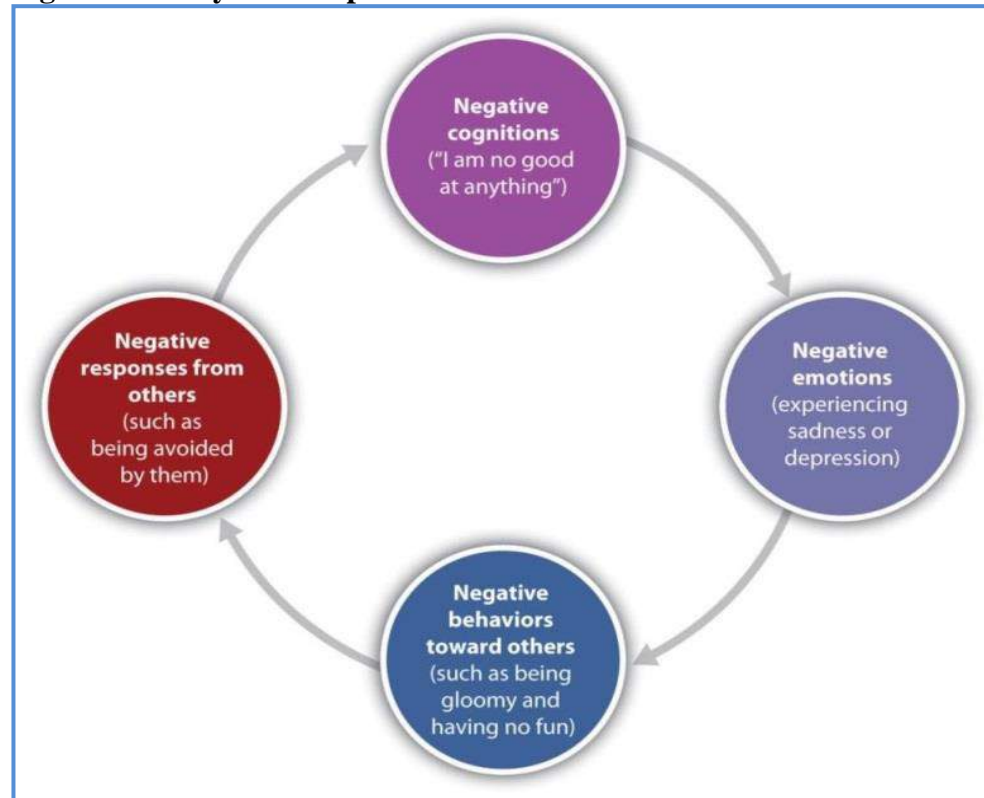 Negative
cognitions
(“I am no good
at anything”)
Negative
emotions
(experiencing
sadness or
depression)
Negative
behaviors
toward others
(such as being
gloomy and
having no fun)
Negative
responses from
others
(such as
being avoided
by them)